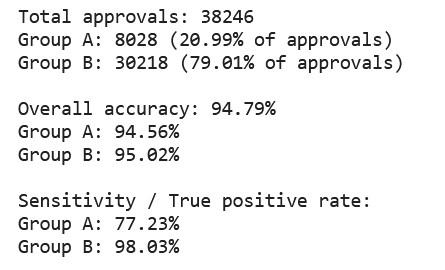 Total approvals: 38246
Group A: 8028 (20.99% of approvals)
Group B: 30218 (79.01% of approvals)

Overall accuracy: 94.79%
Group A: 94.56%
Group B: 95.02%

Sensitivity / True positive rate:
Group A: 77.23%
Group B: 98.03%